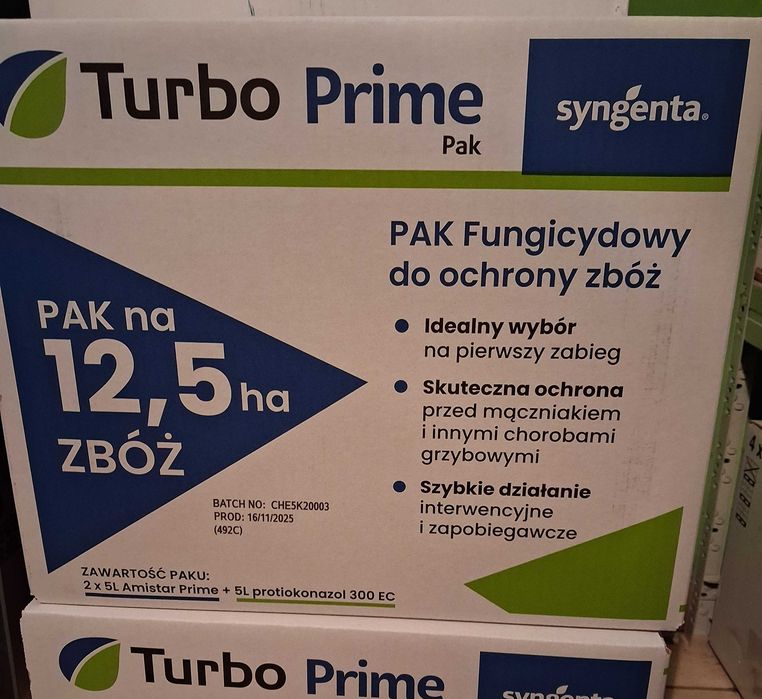 Turbo Prime
Pak
syngenta®
PAK Fungicydowy
do ochrony zbóż
PAK na
12,5 ha
ZBÓŻ
Idealny wybór
na pierwszy zabieg
Skuteczna ochrona
przed mączniakiem
i innymi chorobami
grzybowymi
Szybkie działanie
interwencyjne
i zapobiegawcze
BATCH NO: CHE5K20003
PROD: 16/11/2025
(492C)
ZAWARTOŚĆ PAKU:
2 x 5L Amistar Prime + 5L protiokonazol 300 EC
Turbo Prime
syngenta